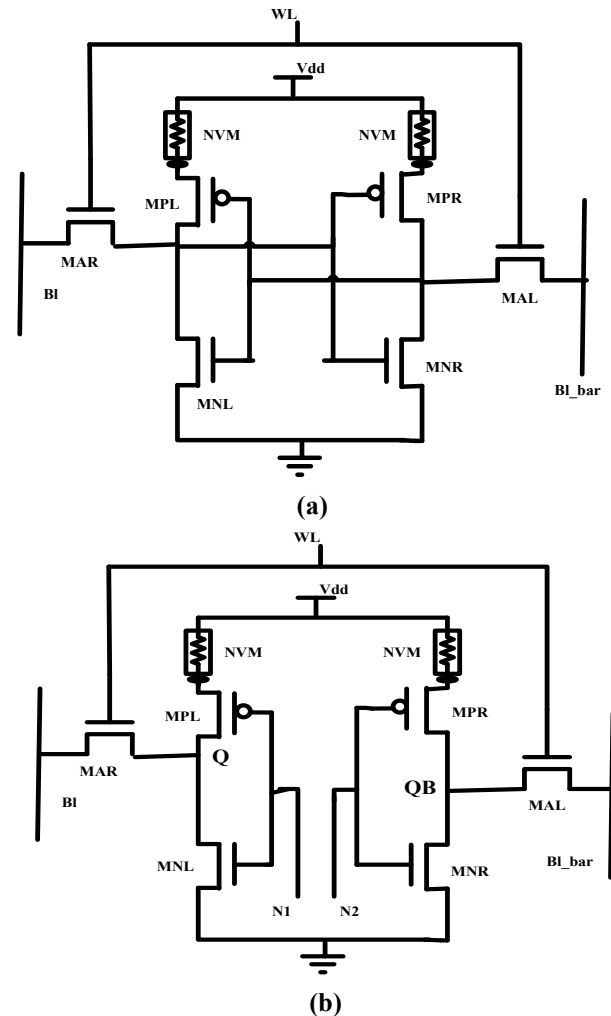 WL
Vdd
NVM
NVM
MPL
MPR
MAR
MAL
Bl
MNL
MNR
Bl_bar
(a)
WL
Vdd
NVM
NVM
MPL
MPR
MAR
Q
QB
MAL
Bl
MNL
MNR
Bl_bar
N1
N2
(b)